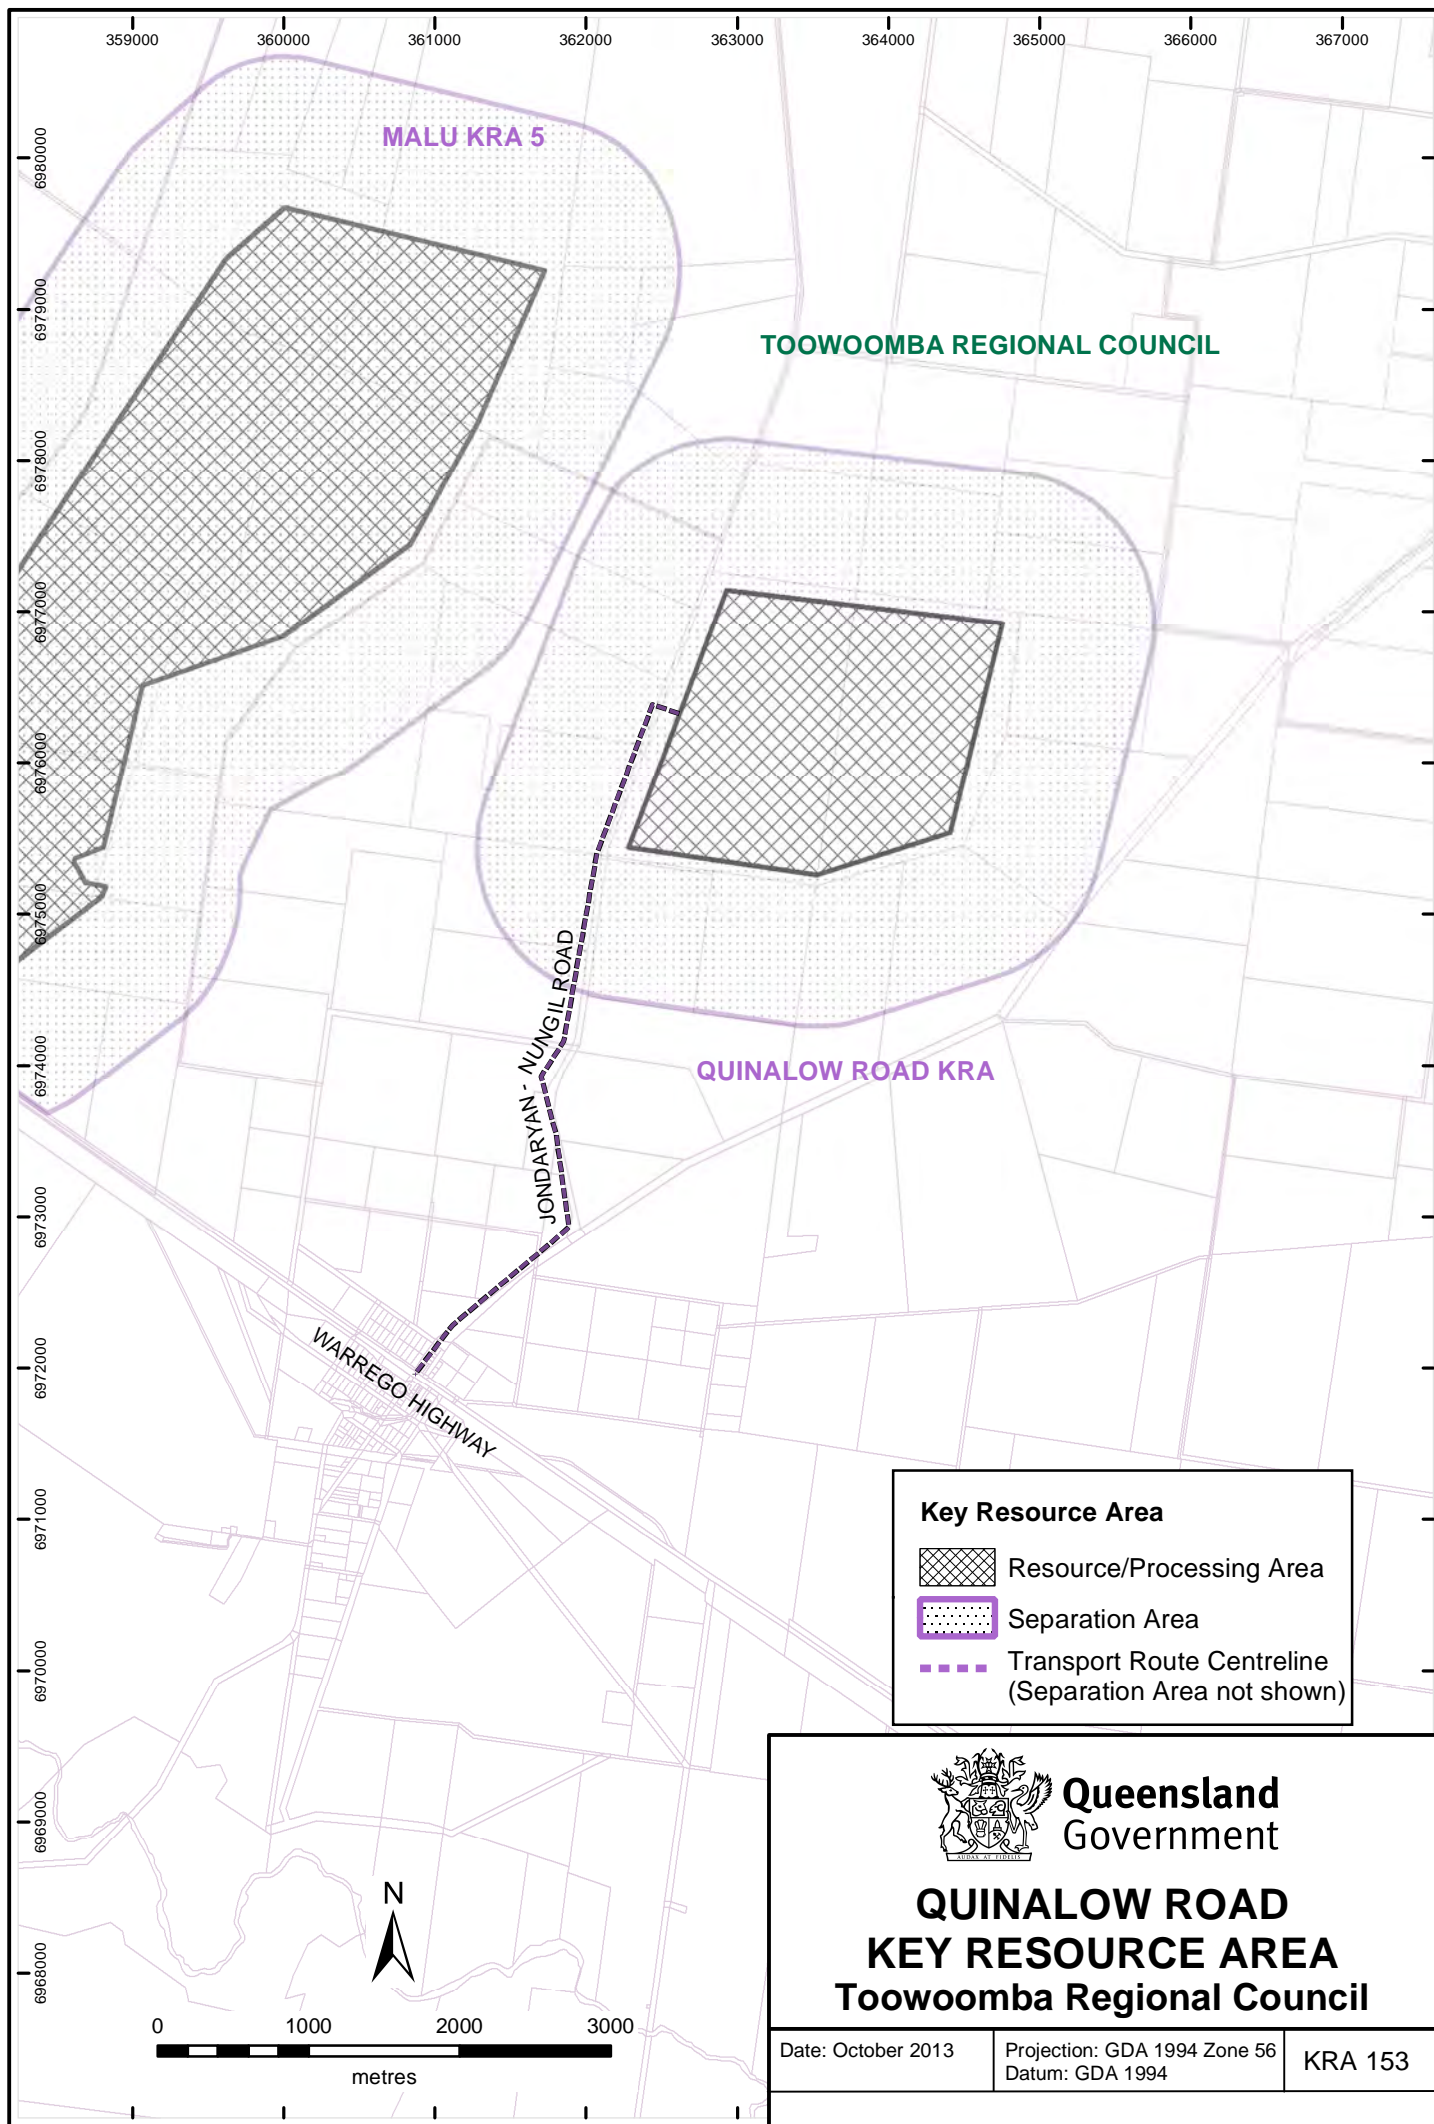 359000 360000 361000 362000 363000 364000 365000 366000 367000
6980000
6979000
6978000
6977000
6976000
6975000
6974000
6973000
6972000
6971000
6970000
6969000
6968000
MALU KRA 5
TOOWOOMBA REGIONAL COUNCIL
QUINALOW ROAD KRA
JONDARYAN - NUNGIL ROAD
WARREGO HIGHWAY
Key Resource Area
Resource/Processing Area
Separation Area
Transport Route Centreline
(Separation Area not shown)
N
0 1000 2000 3000
metres
AUDAX AT FIDELIS
Queensland
Government
QUINALOW ROAD
KEY RESOURCE AREA
Toowoomba Regional Council
Date: October 2013
Projection: GDA 1994 Zone 56
Datum: GDA 1994
KRA 153